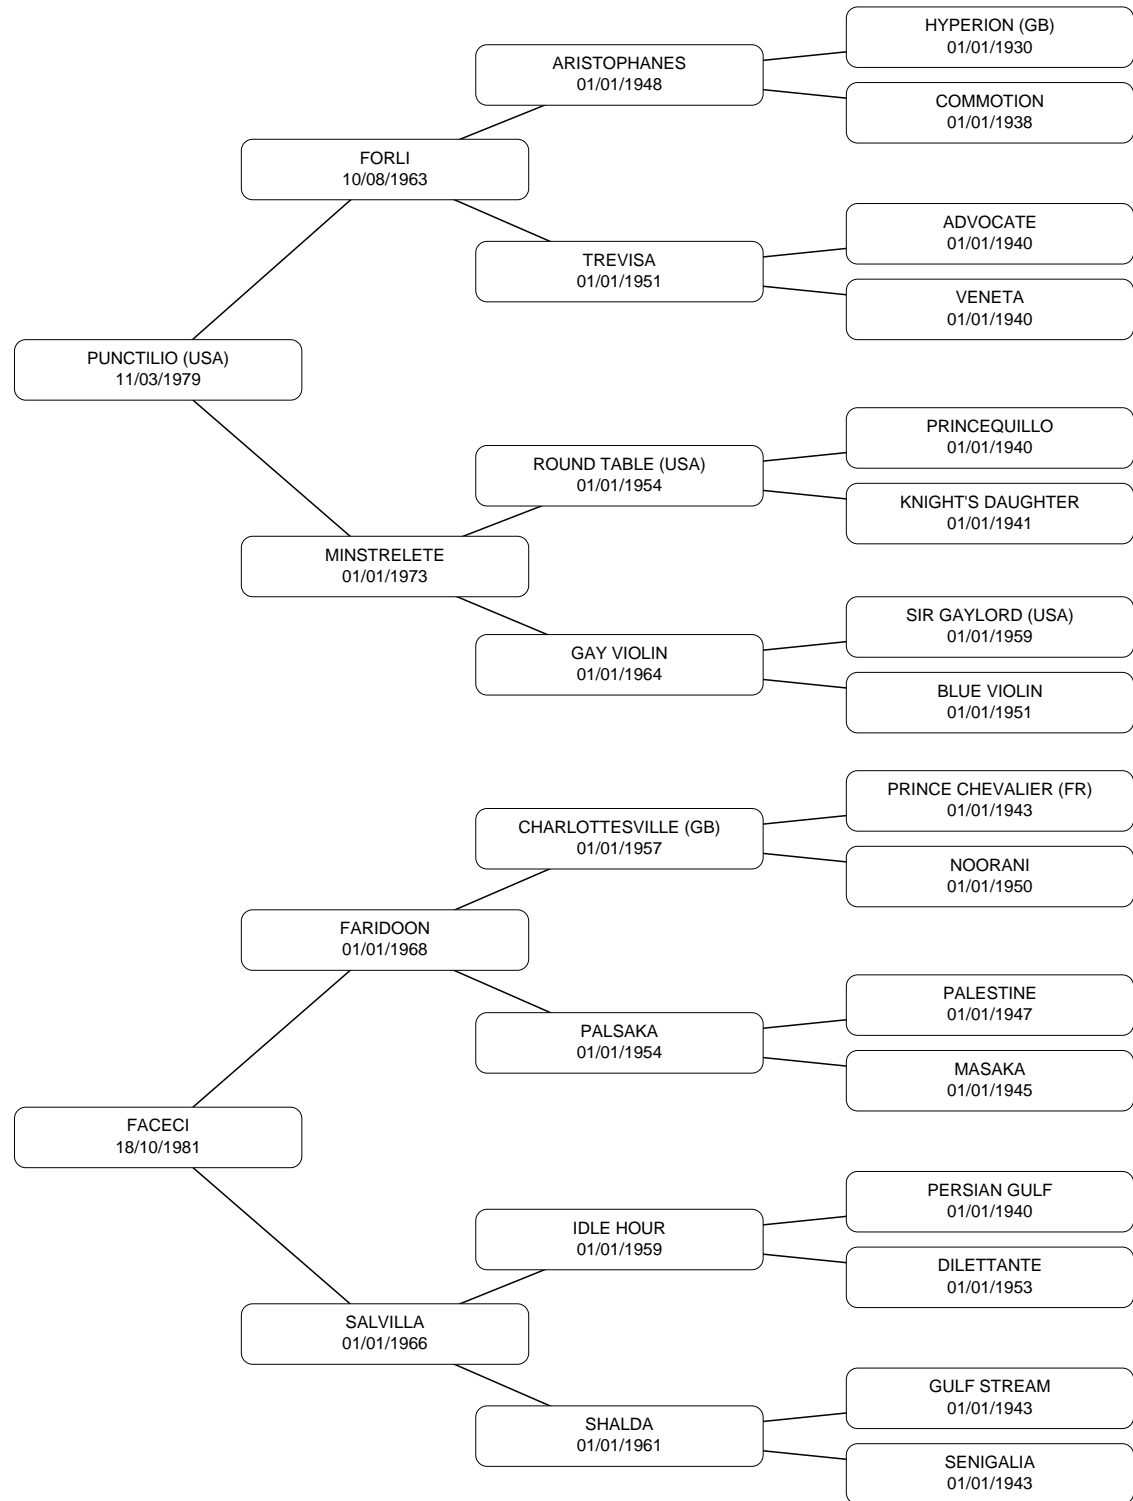 HYPERION (GB)
01/01/1930
ARISTOPHANES
01/01/1948
COMMOTION
01/01/1938
FORLI
10/08/1963
ADVOCATE
01/01/1940
TREVISA
01/01/1951
VENETA
01/01/1940
PUNCTILIO (USA)
11/03/1979
PRINCEQUILLO
01/01/1940
ROUND TABLE (USA)
01/01/1954
KNIGHT'S DAUGHTER
01/01/1941
MINSTRELETE
01/01/1973
SIR GAYLORD (USA)
01/01/1959
GAY VIOLIN
01/01/1964
BLUE VIOLIN
01/01/1951
PRINCE CHEVALIER (FR)
01/01/1943
CHARLOTTESVILLE (GB)
01/01/1957
NOORANI
01/01/1950
FARIDOON
01/01/1968
PALESTINE
01/01/1947
PALSAKA
01/01/1954
MASAKA
01/01/1945
FACECI
18/10/1981
PERSIAN GULF
01/01/1940
IDLE HOUR
01/01/1959
DILETTANTE
01/01/1953
SALVILLA
01/01/1966
GULF STREAM
01/01/1943
SHALDA
01/01/1961
SENIGALIA
01/01/1943